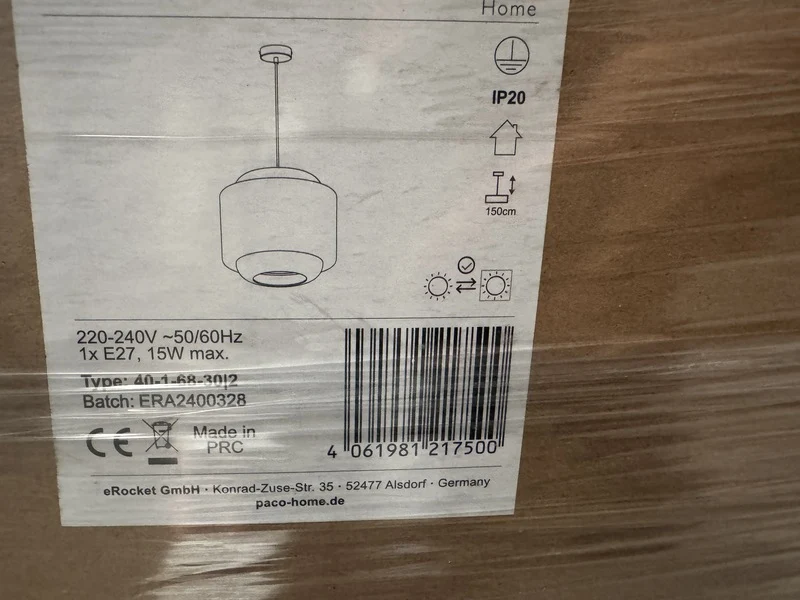 Home
IP20
150cm
220-240V ~50/60Hz
1x E27, 15W max.
Type: 40-1-68-30|2
Batch: ERA2400328
CE
Made in
PRC
4 061981 217500
eRocket GmbH · Konrad-Zuse-Str. 35 · 52477 Alsdorf · Germany
paco-home.de